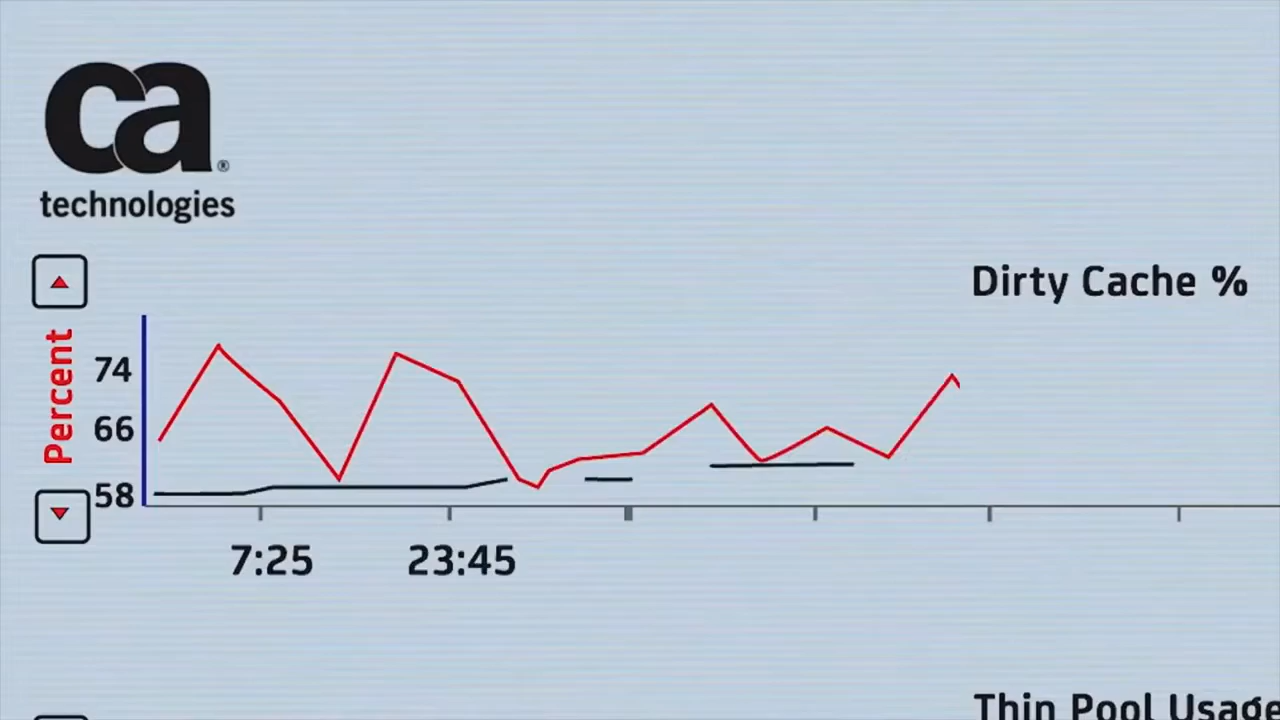 ca®
technologies
Dirty Cache %
Percent
74
66
58
7:25
23:45
Thin Pool Usage